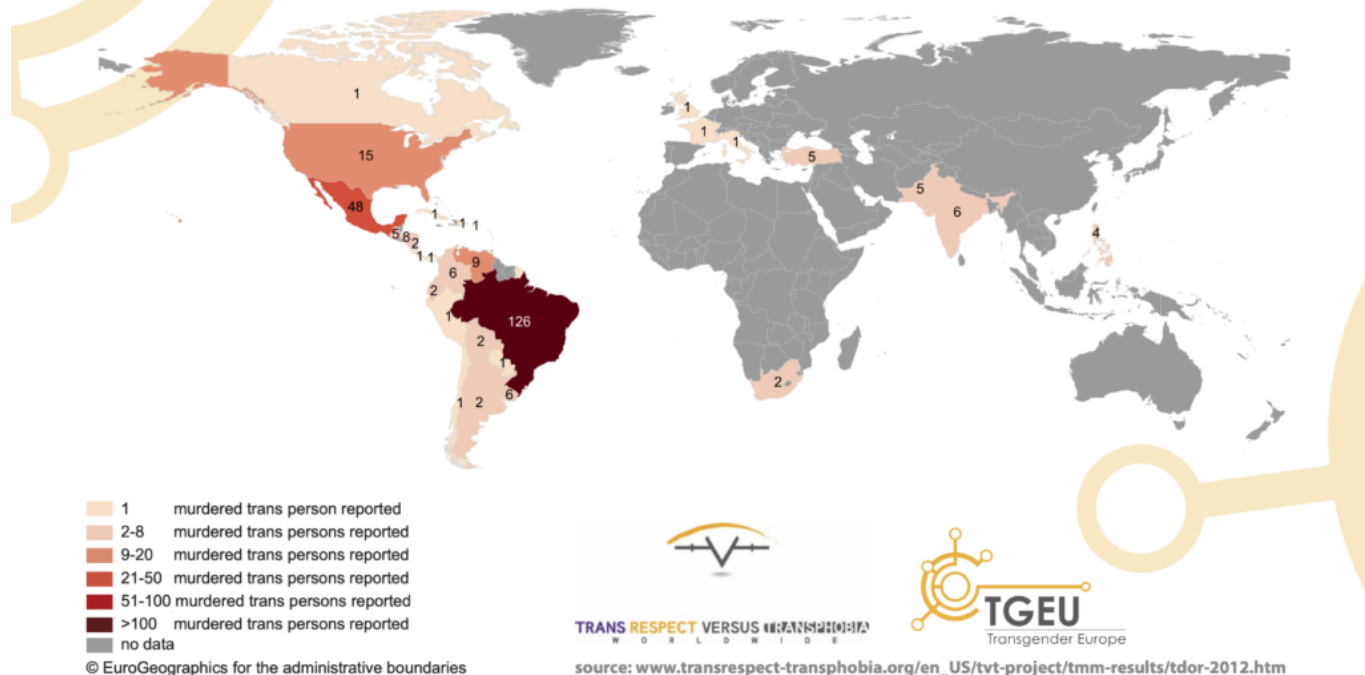 1
15
48
1
1
1
5
8
2
1
1
9
6
2
126
1
2
1
6
1
2
1
1
1
5
5
6
4
2
1 murdered trans person reported
2-8 murdered trans persons reported
9-20 murdered trans persons reported
21-50 murdered trans persons reported
51-100 murdered trans persons reported
>100 murdered trans persons reported
no data
© EuroGeographics for the administrative boundaries
TRANS RESPECT VERSUS TRANSPHOBIA
WORLDWIDE
TGEU
Transgender Europe
source: www.transrespect-transphobia.org/en_US/tvt-project/tmm-results/tdor-2012.htm